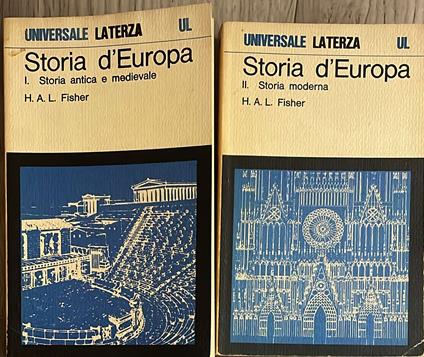 UNIVERSALE LATERZA UL
Storia d'Europa
I. Storia antica e medievale
H. A. L. Fisher
UNIVERSALE LATERZA UL
Storia d'Europa
II. Storia moderna
H. A. L. Fisher